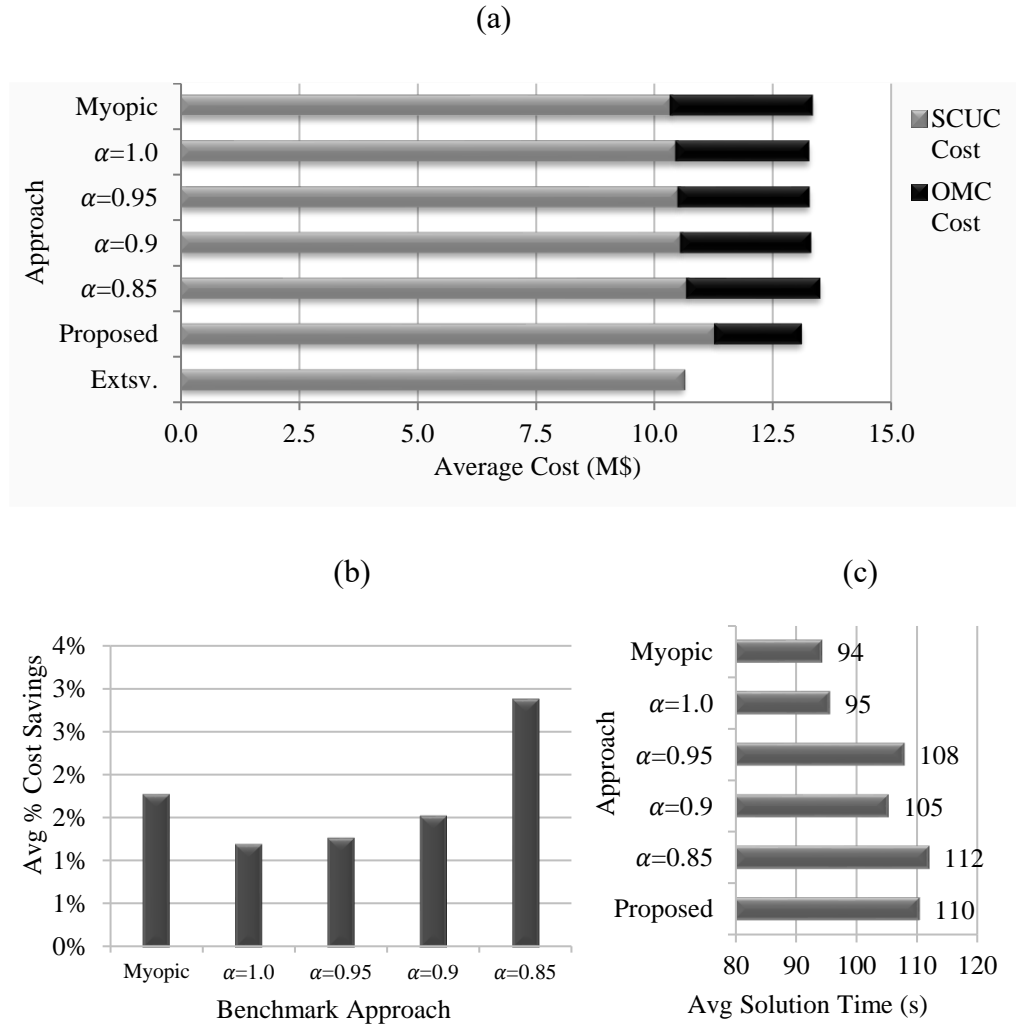 (a)
Approach
Myopic
α=1.0
α=0.95
α=0.9
α=0.85
Proposed
Extsv.
0.0 2.5 5.0 7.5 10.0 12.5 15.0
Average Cost (M$)
SCUC
Cost
OMC
Cost
(b)
Avg % Cost Savings
4%
3%
3%
2%
2%
1%
1%
0%
Myopic α=1.0 α=0.95 α=0.9 α=0.85
Benchmark Approach
(c)
Approach
Myopic 94
α=1.0 95
α=0.95 108
α=0.9 105
α=0.85 112
Proposed 110
80 90 100 110 120
Avg Solution Time (s)